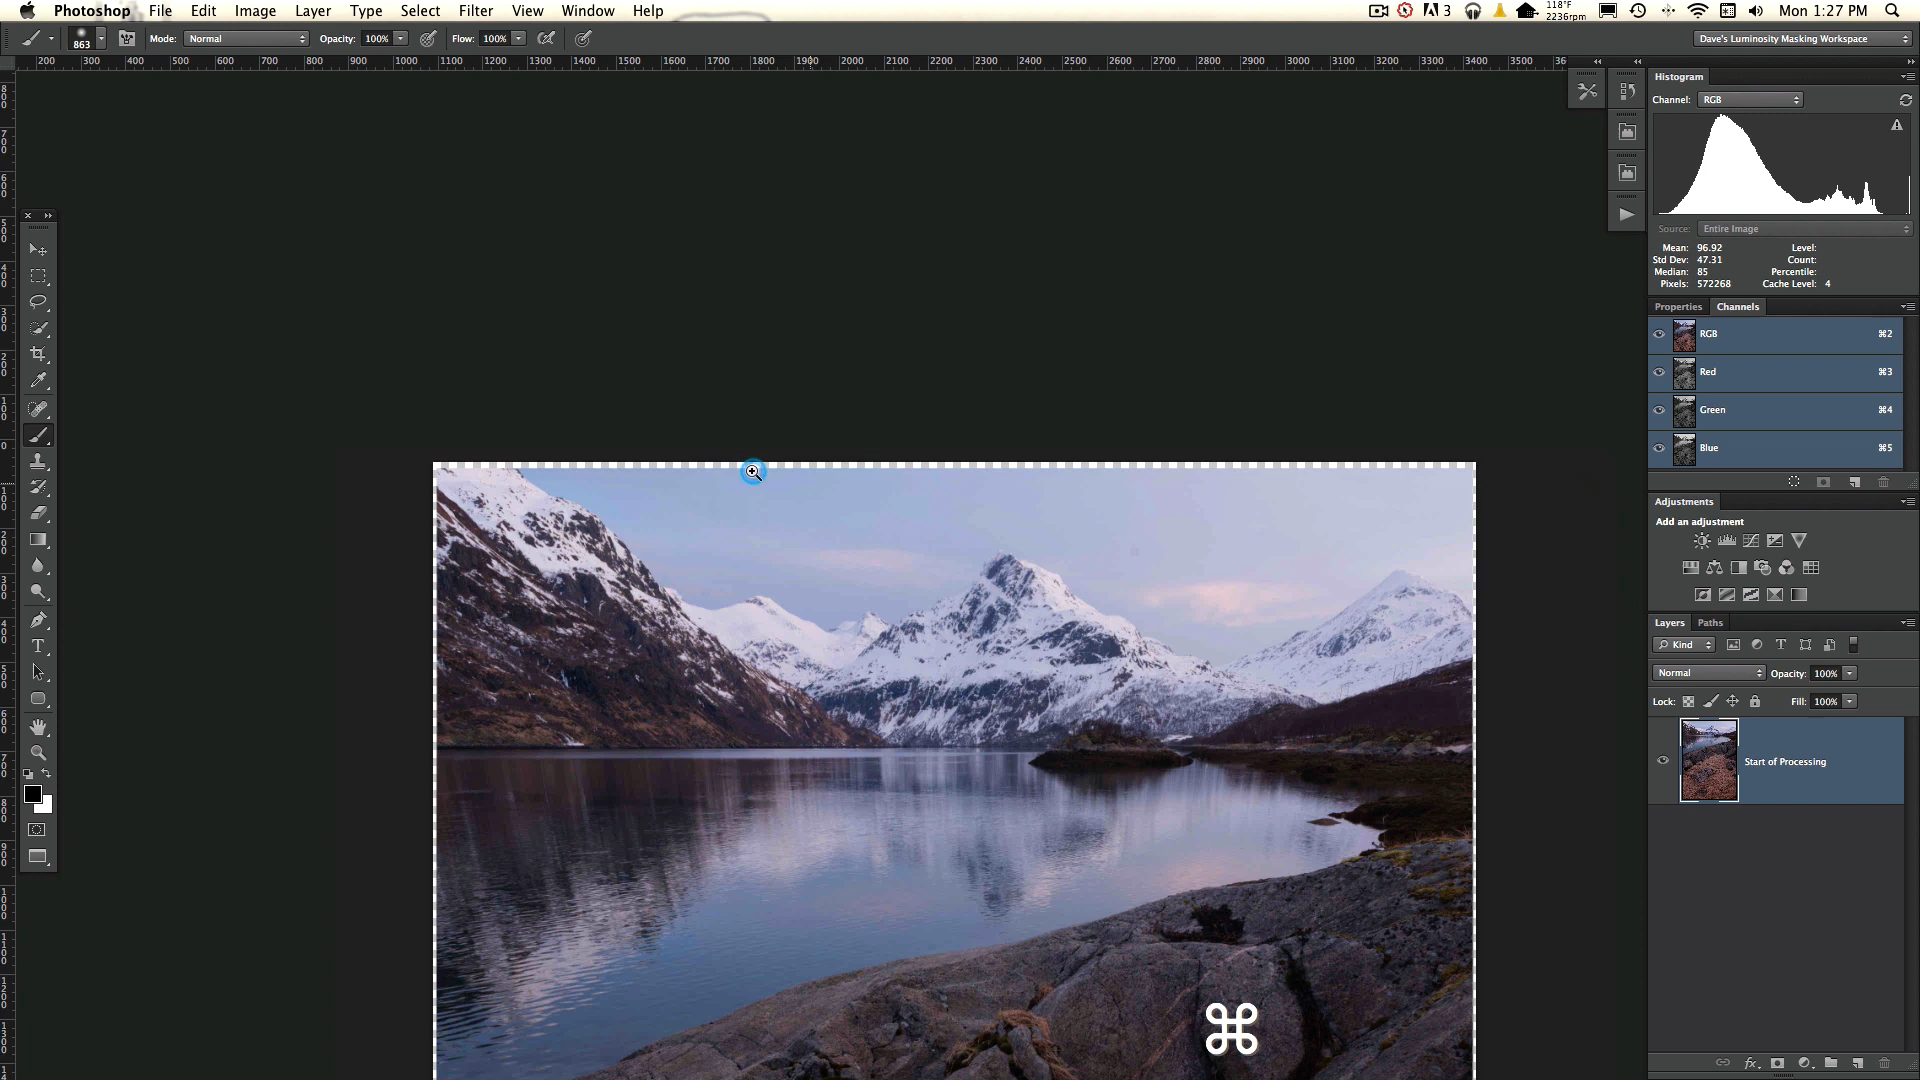 Photoshop File Edit Image Layer Type Select Filter View Window Help
3 118°F 2236rpm Mon 1:27 PM
863 Mode: Normal Opacity: 100% Flow: 100% Dave's Luminosity Masking Workspace
200 300 400 500 600 700 800 900 1000 1100 1200 1300 1400 1500 1600 1700 1800 1900 2000 2100 2200 2300 2400 2500 2600 2700 2800 2900 3000 3100 3200 3300 3400 3500
Histogram
Channel: RGB
Source: Entire Image
Mean: 96.92 Level:
Std Dev: 47.31 Count:
Median: 85 Percentile:
Pixels: 572268 Cache Level: 4
Properties Channels
RGB ⌘2
Red ⌘3
Green ⌘4
Blue ⌘5
Adjustments
Add an adjustment
Layers Paths
Kind
Normal Opacity: 100%
Lock: Fill: 100%
Start of Processing
⌘